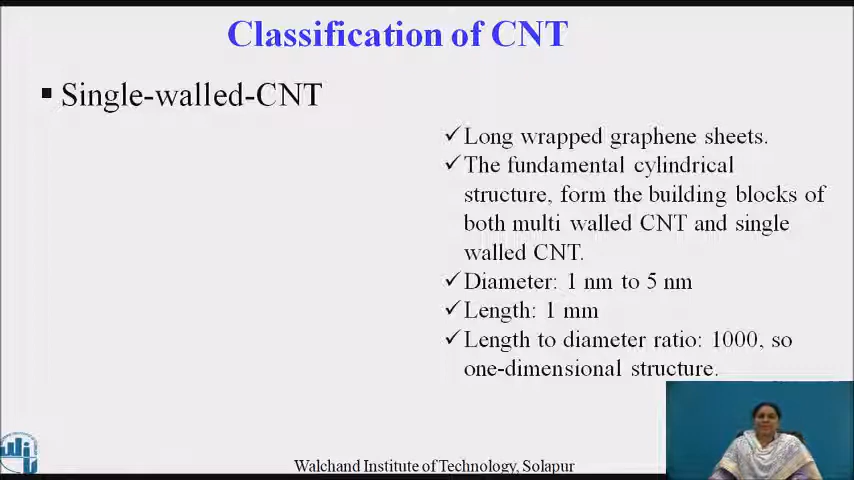 Classification of CNT
▪ Single-walled-CNT
✓ Long wrapped graphene sheets.
✓ The fundamental cylindrical
structure, form the building blocks of
both multi walled CNT and single
walled CNT.
✓ Diameter: 1 nm to 5 nm
✓ Length: 1 mm
✓ Length to diameter ratio: 1000, so
one-dimensional structure.
Walchand Institute of Technology, Solapur